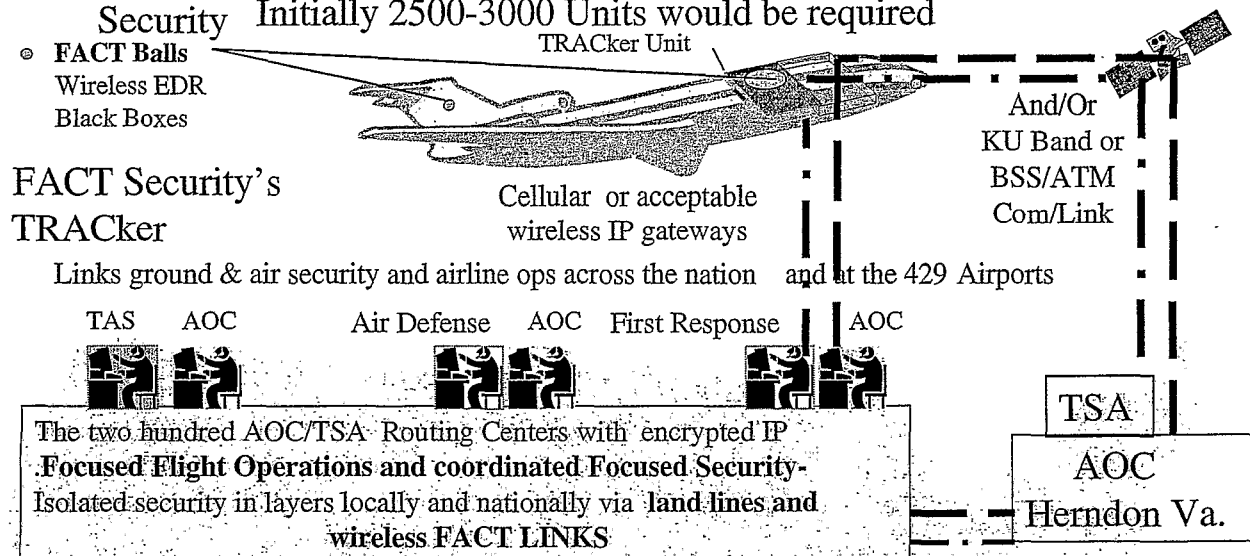 Security Initially 2500-3000 Units would be required
FACT Balls
Wireless EDR
Black Boxes
TRACker Unit
And/Or
KU Band or
BSS/ATM
Com/Link
FACT Security's
TRACker
Cellular or acceptable
wireless IP gateways
Links ground & air security and airline ops across the nation and at the 429 Airports
TAS AOC Air Defense AOC First Response AOC
The two hundred AOC/TSA Routing Centers with encrypted IP
.Focused Flight Operations and coordinated Focused Security-
Isolated security in layers locally and nationally via land lines and
wireless FACT LINKS
TSA
AOC
Herndon Va.